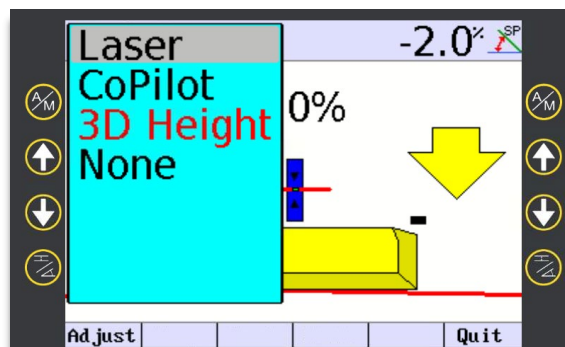 Laser
CoPilot
3D Height
None
-2.0%
SP
0%
A/M
A/M
Adjust
Quit